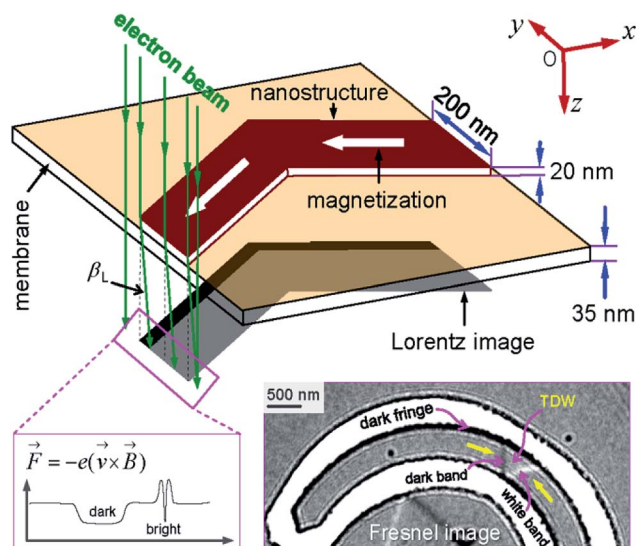 electron beam
nanostructure
200 nm
y
x
O
z
20 nm
magnetization
membrane
β_L
35 nm
Lorentz image
F⃗ = −e(v⃗×B⃗)
dark
bright
500 nm
TDW
dark fringe
dark band
white band
Fresnel image